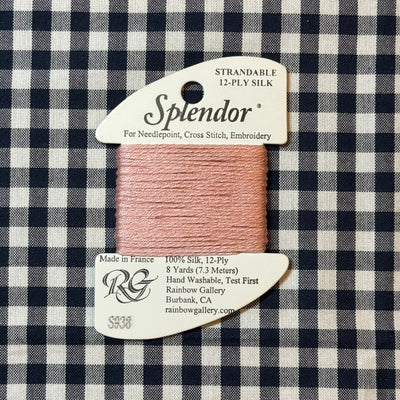 STRANDABLE
12-PLY SILK
Splendor®
For Needlepoint, Cross Stitch, Embroidery
Made in France
100% Silk, 12-Ply
8 Yards (7.3 Meters)
Hand Washable, Test First
Rainbow Gallery
Burbank, CA
rainbowgallery.com
RG
S938